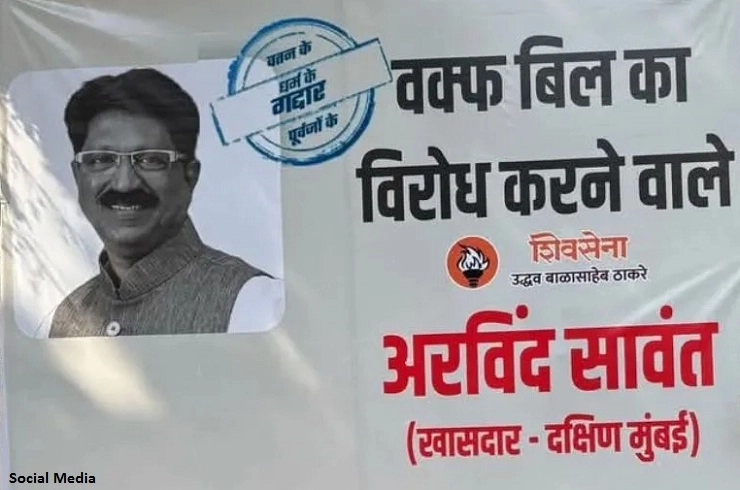 वतन के
धर्म के
गद्दार
पूर्वजों के
वक्फ बिल का
विरोध करने वाले
शिवसेना
उद्धव बाळासाहेब ठाकरे
अरविंद सावंत
(खासदार - दक्षिण मुंबई)
Social Media